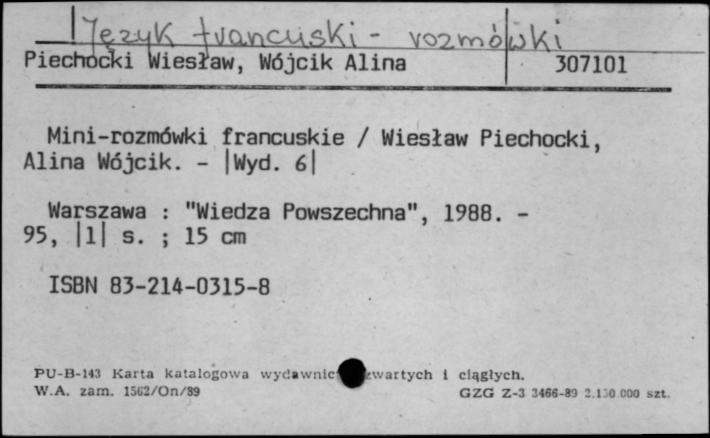 Język francuski - rozmówki
Piechocki Wiesław, Wójcik Alina 307101
Mini-rozmówki francuskie / Wiesław Piechocki,
Alina Wójcik. - |Wyd. 6|
Warszawa : "Wiedza Powszechna", 1988. -
95, |1| s. ; 15 cm
ISBN 83-214-0315-8
PU-B-143 Karta katalogowa wydawnic zwartych i ciągłych.
W.A. zam. 1562/On/89 GZG Z-3 3466-89 2.130.000 szt.